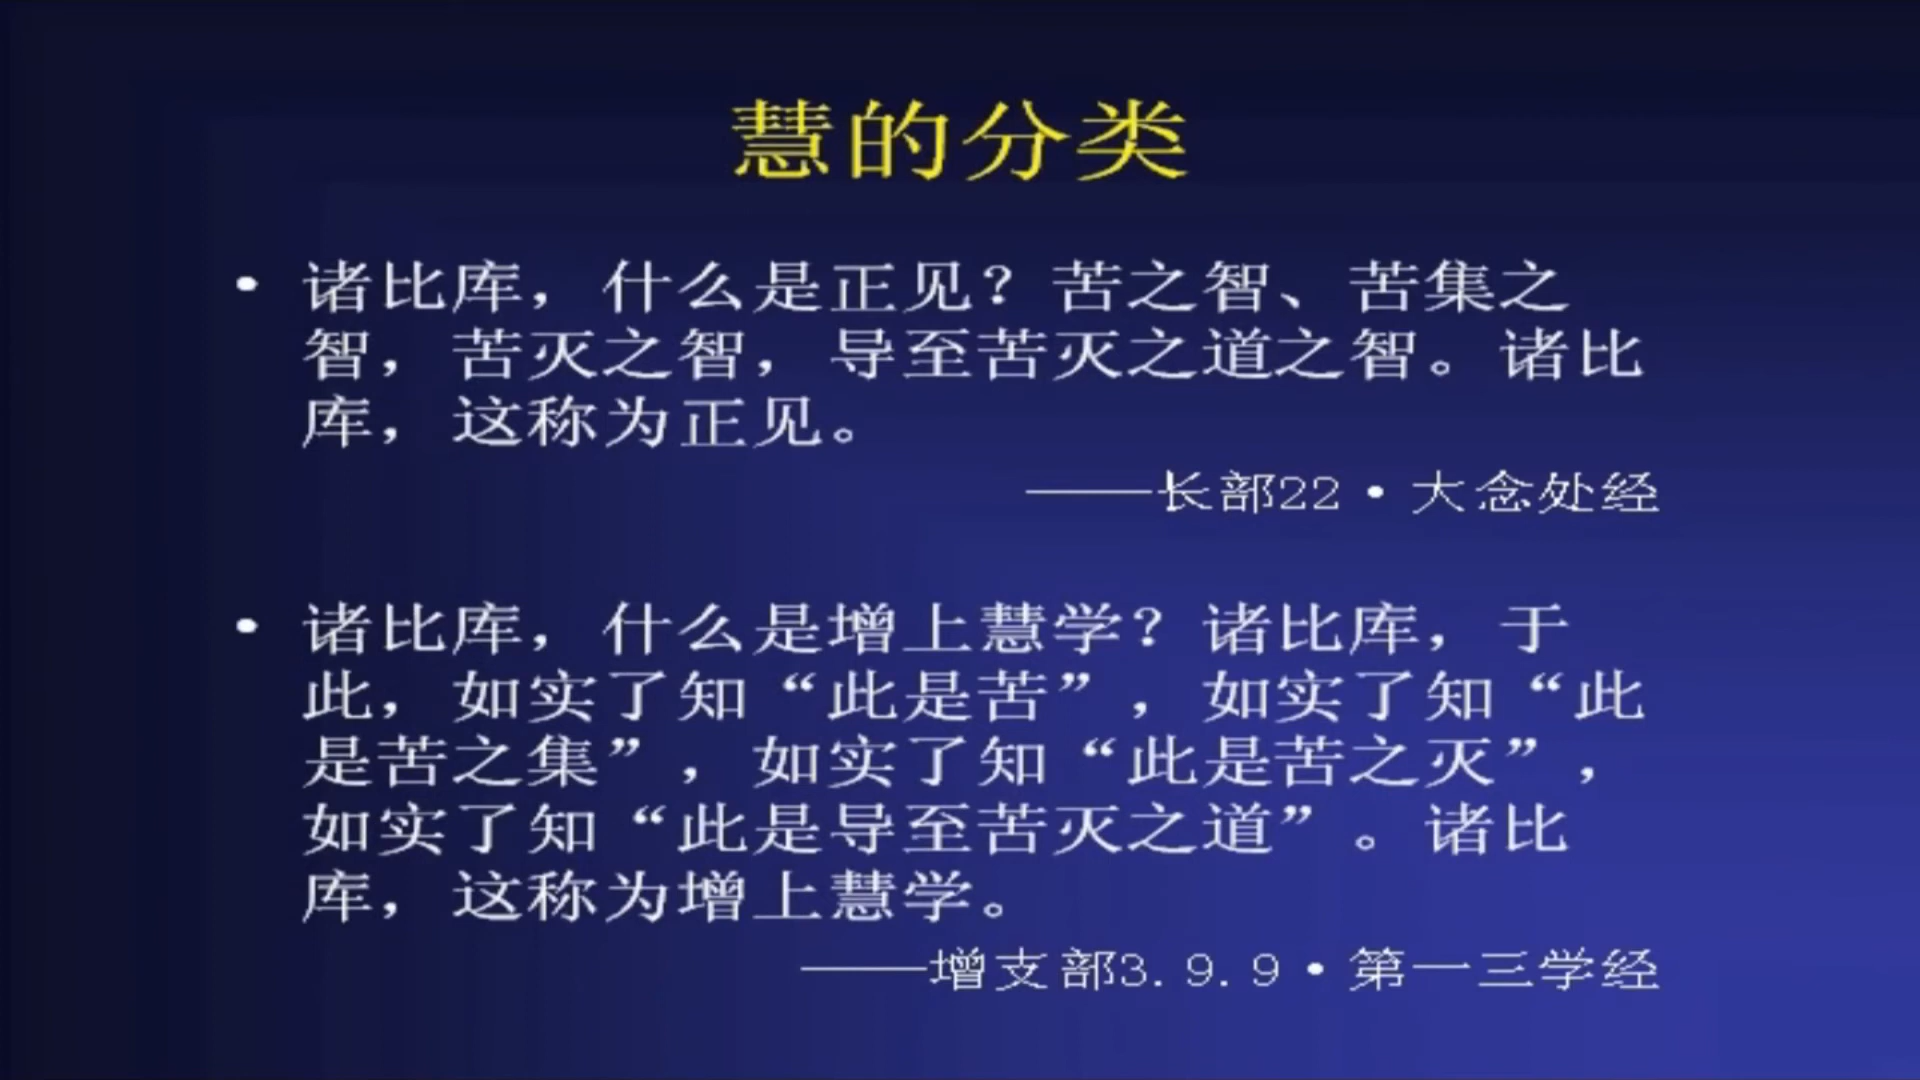 慧的分类
• 诸比库，什么是正见？苦之智、苦集之
智，苦灭之智，导至苦灭之道之智。诸比
库，这称为正见。
——长部22·大念处经
• 诸比库，什么是增上慧学？诸比库，于
此，如实了知“此是苦”，如实了知“此
是苦之集”，如实了知“此是苦之灭”，
如实了知“此是导至苦灭之道”。诸比
库，这称为增上慧学。
——增支部3.9.9·第一三学经